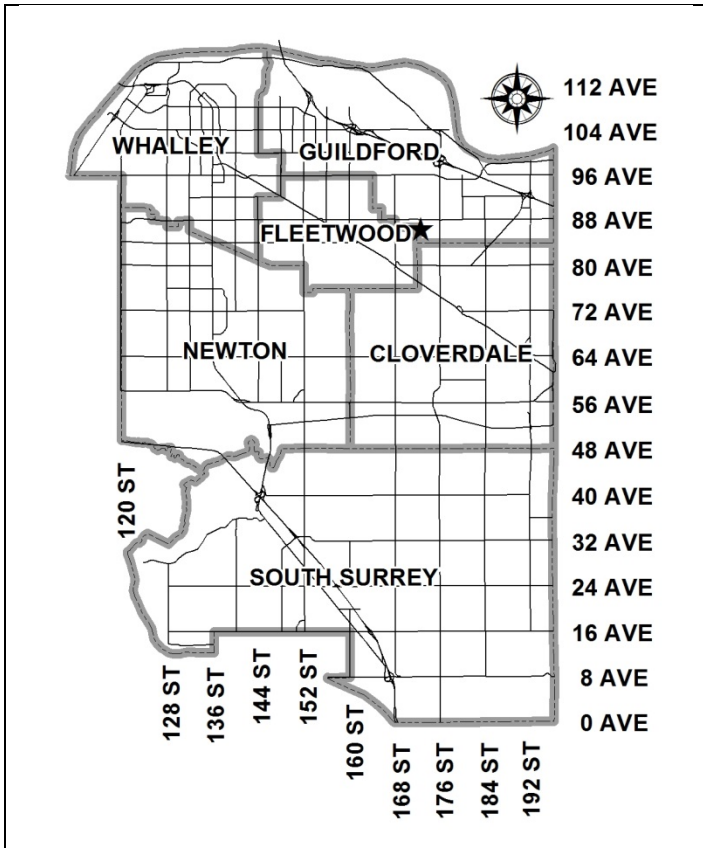 112 AVE
104 AVE
WHALLEY
GUILDFORD
96 AVE
88 AVE
FLEETWOOD
80 AVE
72 AVE
NEWTON
CLOVERDALE
64 AVE
56 AVE
48 AVE
120 ST
40 AVE
32 AVE
SOUTH SURREY
24 AVE
16 AVE
128 ST
136 ST
144 ST
152 ST
160 ST
8 AVE
0 AVE
168 ST
176 ST
184 ST
192 ST